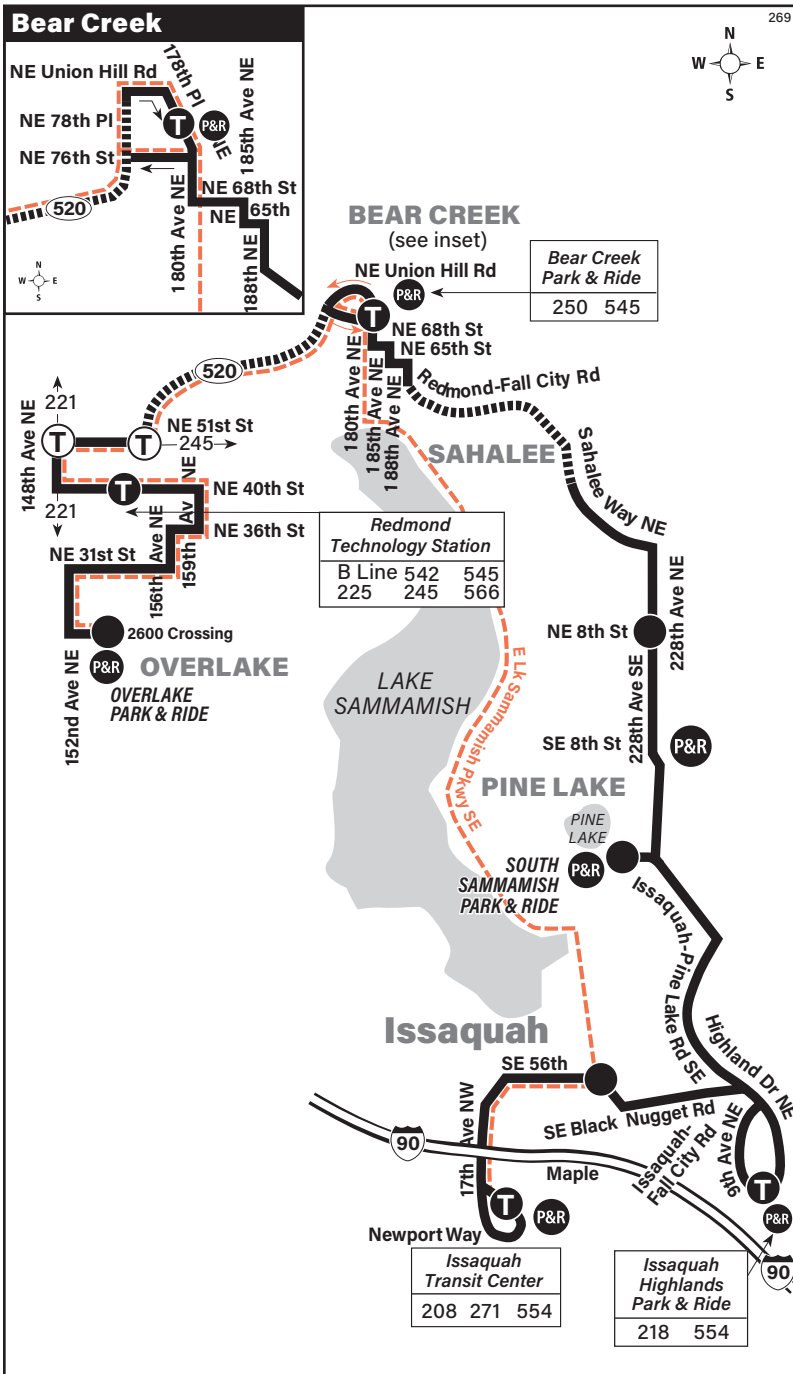 Bear Creek
269
N
W E
S
NE Union Hill Rd
178th Pl
NE
185th Ave NE
NE 78th Pl
T
P&R
NE 76th St
520
180th Ave NE
NE 68th St
NE 65th
188th NE
N
W E
S
BEAR CREEK
(see inset)
NE Union Hill Rd
P&R
Bear Creek
Park & Ride
250 545
T
NE 68th St
NE 65th St
520
180th Ave NE
185th Ave NE
188th Ave NE
Redmond-Fall City Rd
221
148th Ave NE
T
T
NE 51st St
245
SAHALEE
Sahalee Way NE
T
NE 40th St
221
159th Av NE
NE 36th St
156th Ave NE
NE 31st St
Redmond
Technology Station
B Line 542 545
225 245 566
228th Ave NE
NE 8th St
2600 Crossing
P&R
OVERLAKE
OVERLAKE
PARK & RIDE
152nd Ave NE
LAKE
SAMMAMISH
E Lk Sammamish Pkwy SE
228th Ave SE
SE 8th St
P&R
PINE LAKE
PINE
LAKE
SOUTH
SAMMAMISH
PARK & RIDE
P&R
Issaquah-Pine Lake Rd SE
Issaquah
Highland Dr NE
SE 56th
17th Ave NW
SE Black Nugget Rd
90
Maple
Issaquah-
Fall City Rd
9th Ave NE
T
P&R
T
P&R
Newport Way
90
Issaquah
Transit Center
208 271 554
Issaquah
Highlands
Park & Ride
218 554